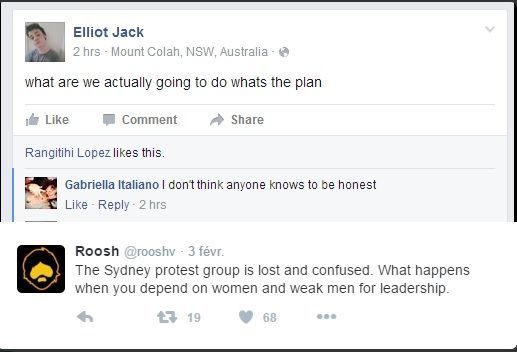 Elliot Jack
2 hrs · Mount Colah, NSW, Australia ·
what are we actually going to do whats the plan
Like Comment Share
Rangitihi Lopez likes this.
Gabriella Italiano I don't think anyone knows to be honest
Like · Reply · 2 hrs
Roosh @rooshv · 3 févr.
The Sydney protest group is lost and confused. What happens
when you depend on women and weak men for leadership.
19 68